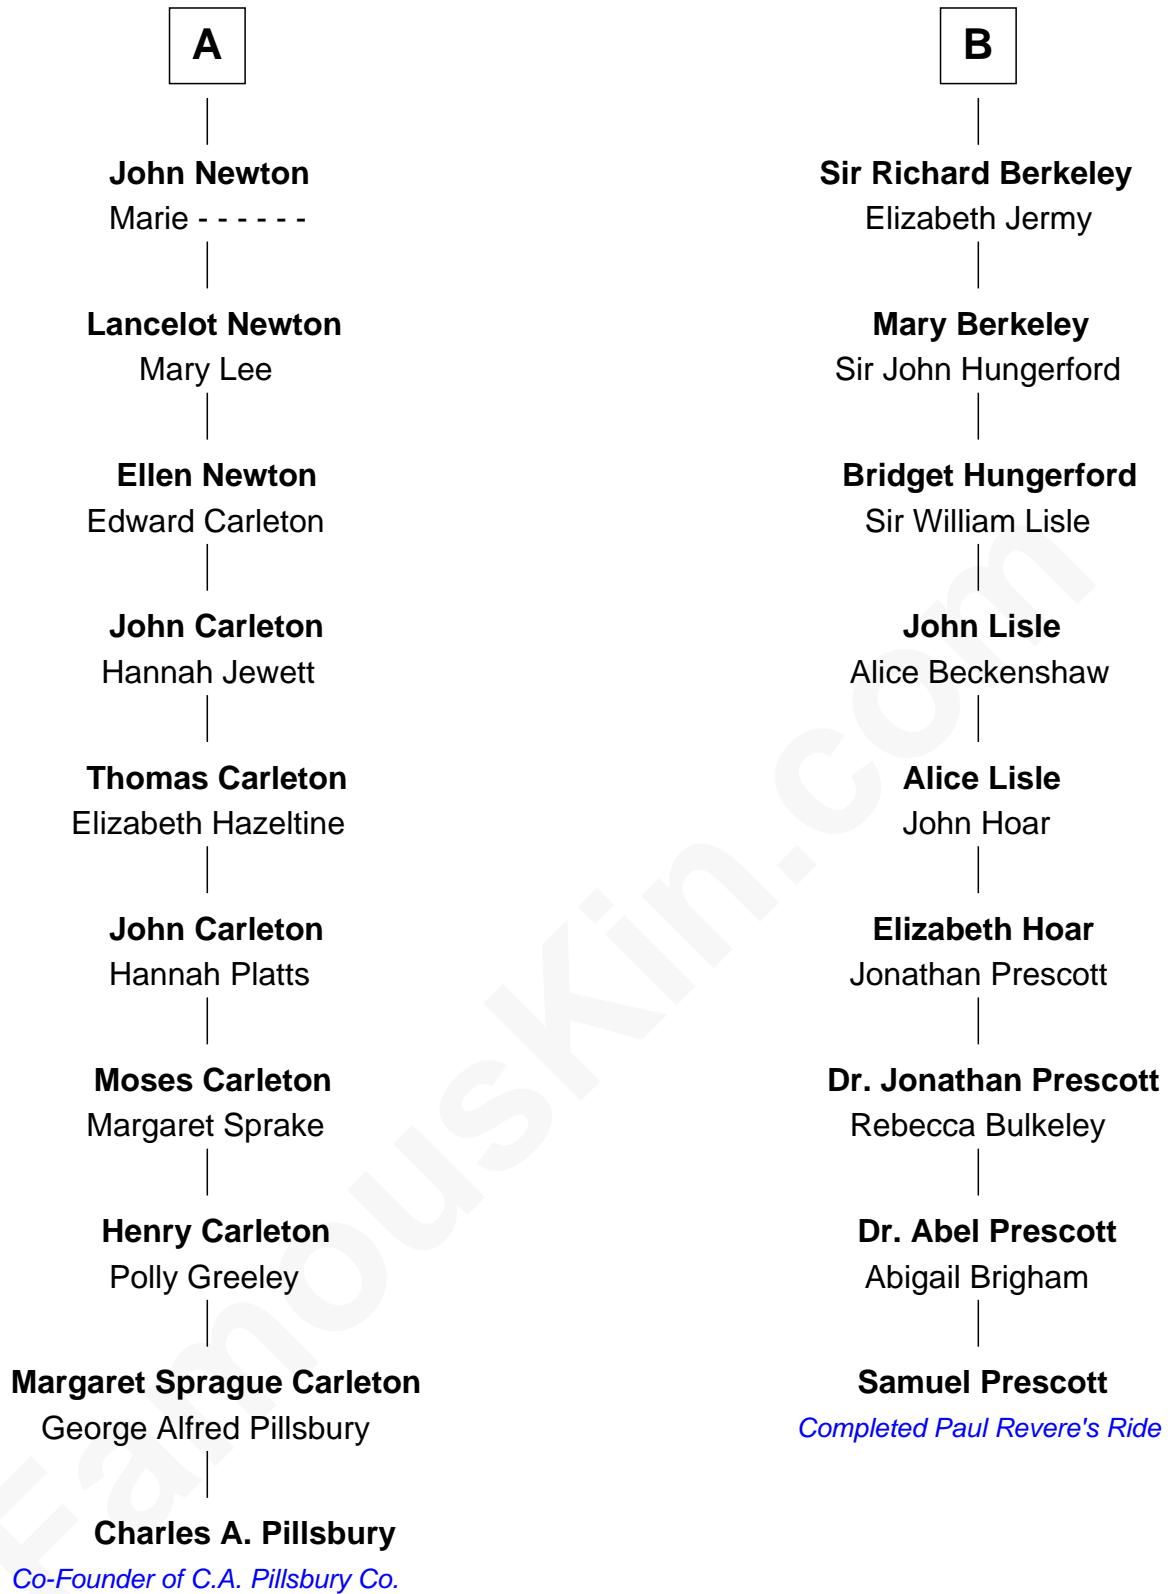 A
John Newton
Marie - - - - - -
Lancelot Newton
Mary Lee
Ellen Newton
Edward Carleton
John Carleton
Hannah Jewett
Thomas Carleton
Elizabeth Hazeltine
John Carleton
Hannah Platts
Moses Carleton
Margaret Sprake
Henry Carleton
Polly Greeley
Margaret Sprague Carleton
George Alfred Pillsbury
Charles A. Pillsbury
Co-Founder of C.A. Pillsbury Co.
B
Sir Richard Berkeley
Elizabeth Jermy
Mary Berkeley
Sir John Hungerford
Bridget Hungerford
Sir William Lisle
John Lisle
Alice Beckenshaw
Alice Lisle
John Hoar
Elizabeth Hoar
Jonathan Prescott
Dr. Jonathan Prescott
Rebecca Bulkeley
Dr. Abel Prescott
Abigail Brigham
Samuel Prescott
Completed Paul Revere's Ride
FamousKin.com